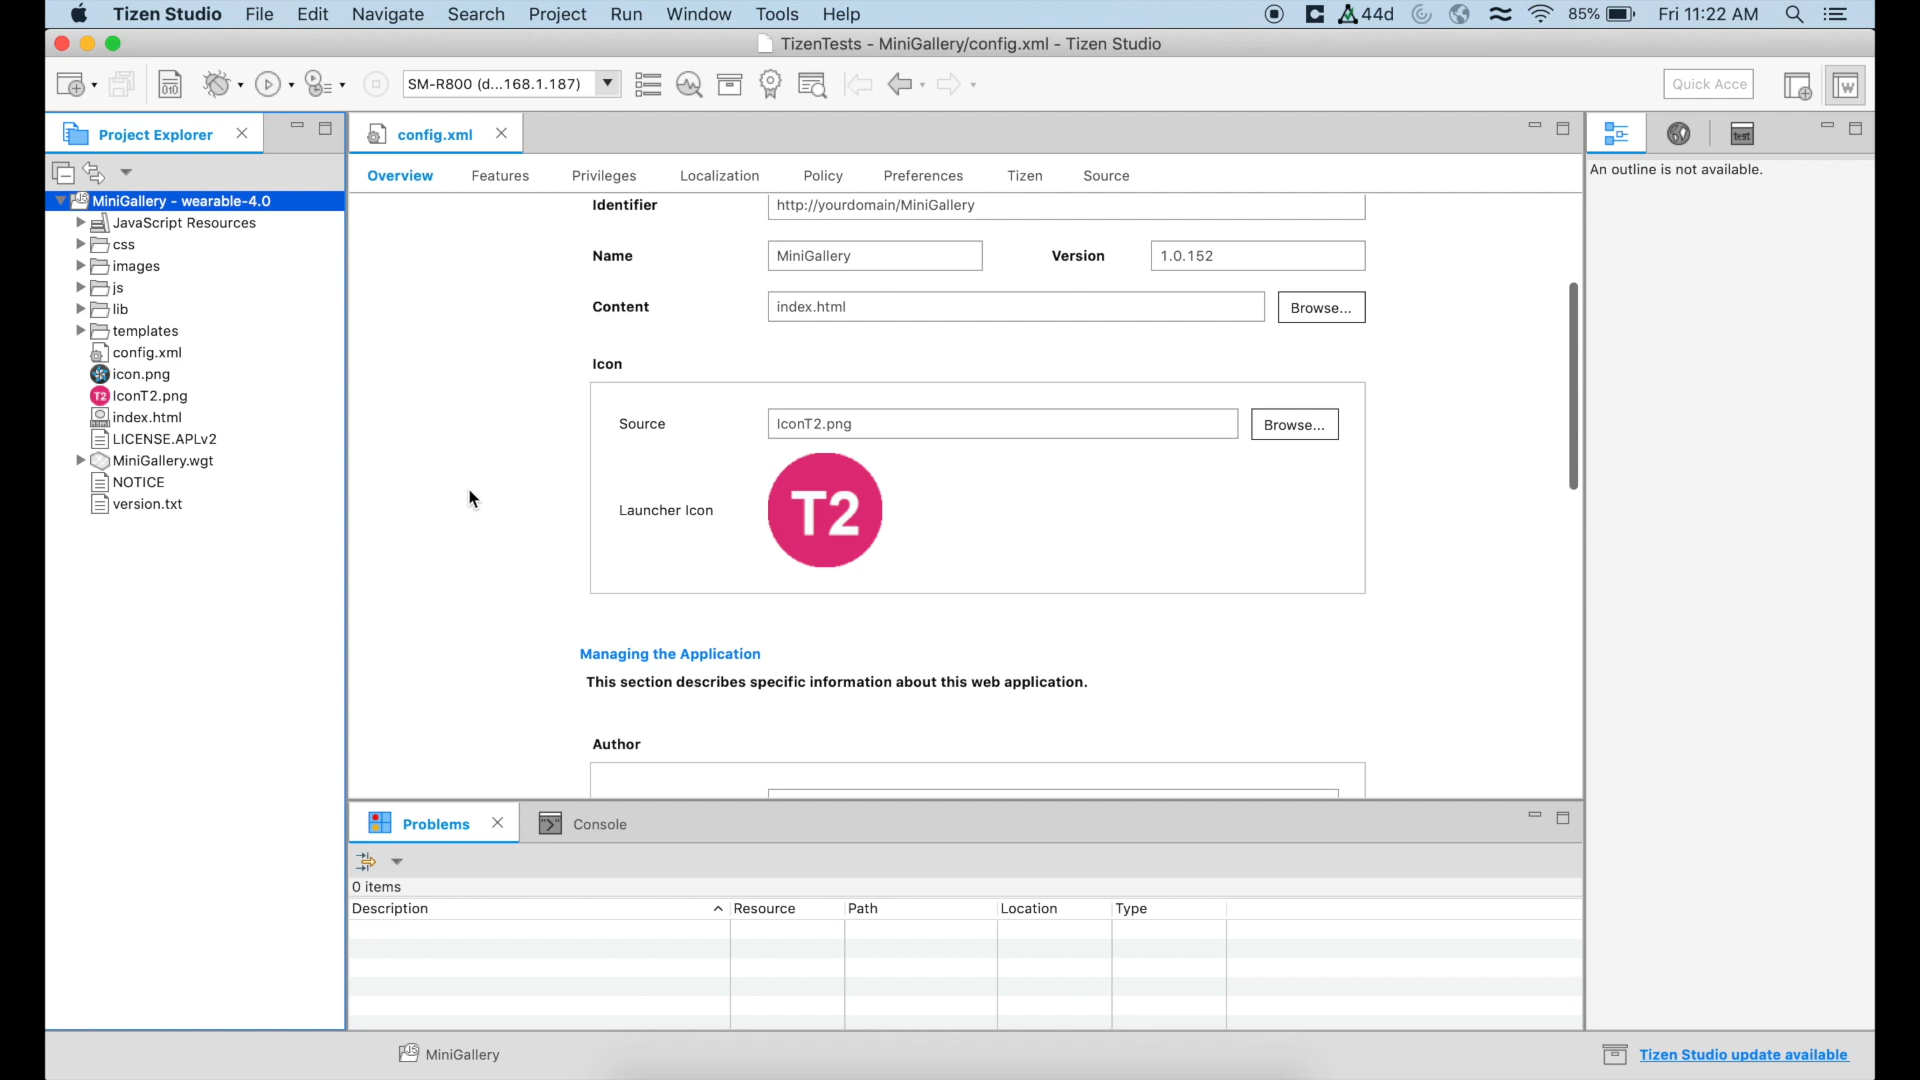 Tizen Studio File Edit Navigate Search Project Run Window Tools Help 44d 85% Fri 11:22 AM
TizenTests - MiniGallery/config.xml - Tizen Studio
010 SM-R800 (d...168.1.187) Quick Acce W
Project Explorer
MiniGallery - wearable-4.0
JavaScript Resources
css
images
js
lib
templates
config.xml
icon.png
T2 IconT2.png
index.html
LICENSE.APLv2
MiniGallery.wgt
NOTICE
version.txt
config.xml
Overview Features Privileges Localization Policy Preferences Tizen Source
Identifier http://yourdomain/MiniGallery
Name MiniGallery Version 1.0.152
Content index.html Browse...
Icon
Source IconT2.png Browse...
Launcher Icon T2
Managing the Application
This section describes specific information about this web application.
Author
test
An outline is not available.
Problems Console
0 items
Description Resource Path Location Type
JS MiniGallery
Tizen Studio update available